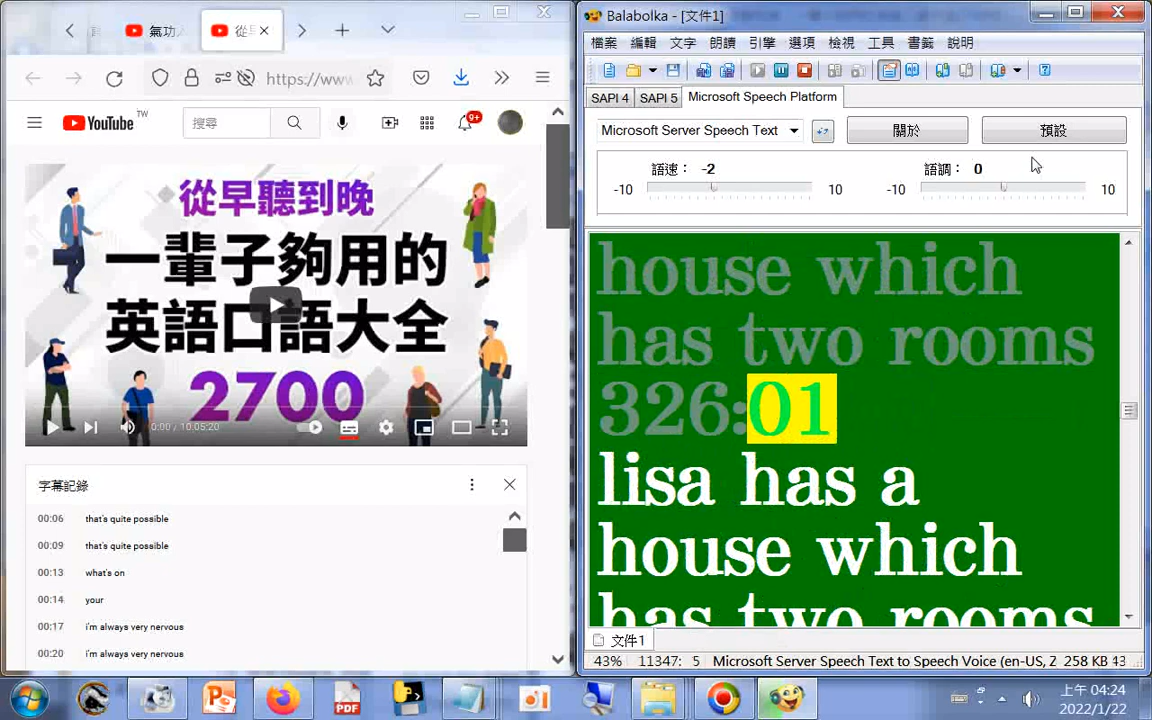 氣功
從
https://www
YouTube TW
搜尋
9+
從早聽到晚
一輩子夠用的
英語口語大全
2700
0:00 / 10:05:20
字幕記錄
00:06 that's quite possible
00:09 that's quite possible
00:13 what's on
00:14 your
00:17 i'm always very nervous
00:20 i'm always very nervous
Balabolka - [文件1]
檔案 編輯 文字 朗讀 引擎 選項 檢視 工具 書籤 說明
SAPI 4 SAPI 5 Microsoft Speech Platform
Microsoft Server Speech Text 關於 預設
語速： -2 語調： 0
-10 10 -10 10
house which
has two rooms
326:01
lisa has a
house which
has two rooms
文件1
43% 11347: 5 Microsoft Server Speech Text to Speech Voice (en-US, Z 258 KB 43
PDF
上午 04:24
2022/1/22